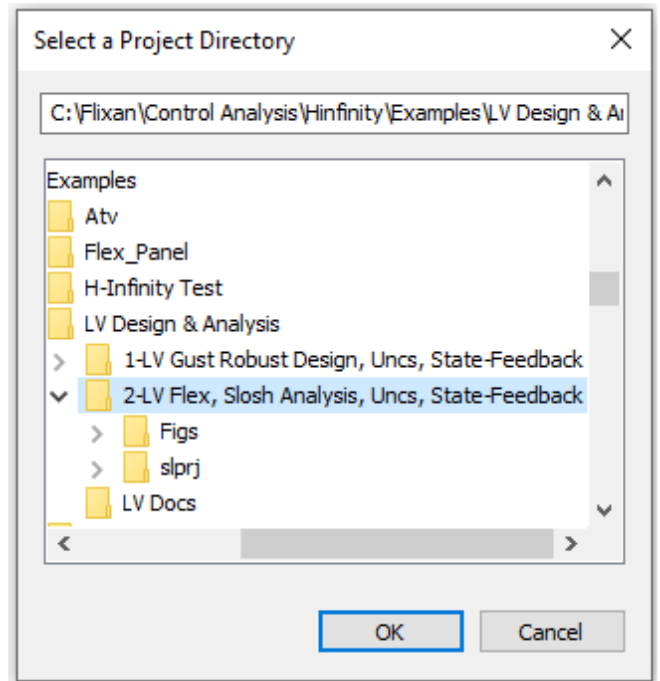 Select a Project Directory
C:\Flixan\Control Analysis\Hinfinity\Examples\LV Design &
Examples
Atv
Flex_Panel
H-Infinity Test
LV Design & Analysis
1-LV Gust Robust Design, Uncs, State-Feedback
2-LV Flex, Slosh Analysis, Uncs, State-Feedback
Figs
slprj
LV Docs
OK
Cancel